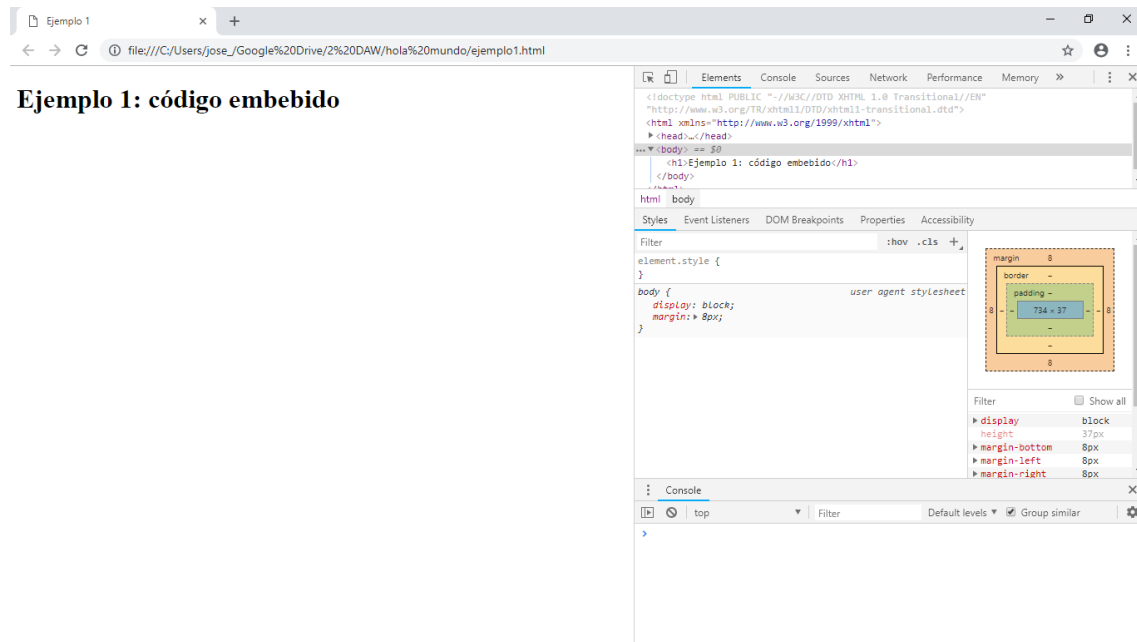 Ejemplo 1
file:///C:/Users/jose_/Google%20Drive/2%20DAW/hola%20mundo/ejemplo1.html
Ejemplo 1: código embebido
Elements Console Sources Network Performance Memory »
<!doctype html PUBLIC "-//W3C//DTD XHTML 1.0 Transitional//EN"
"http://www.w3.org/TR/xhtml1/DTD/xhtml1-transitional.dtd">
<html xmlns="http://www.w3.org/1999/xhtml">
▶<head>…</head>
…▼<body> == $0
<h1>Ejemplo 1: código embebido</h1>
</body>
</html>
html body
Styles Event Listeners DOM Breakpoints Properties Accessibility
Filter :hov .cls +
element.style {
}
body { user agent stylesheet
display: block;
margin:▶ 8px;
}
margin 8
border –
padding –
8 – – 734 × 37 – – 8
–
–
8
Filter Show all
▶display block
height 37px
▶margin-bottom 8px
▶margin-left 8px
▶margin-right 8px
Console
top ▼ Filter Default levels ▼ Group similar
>